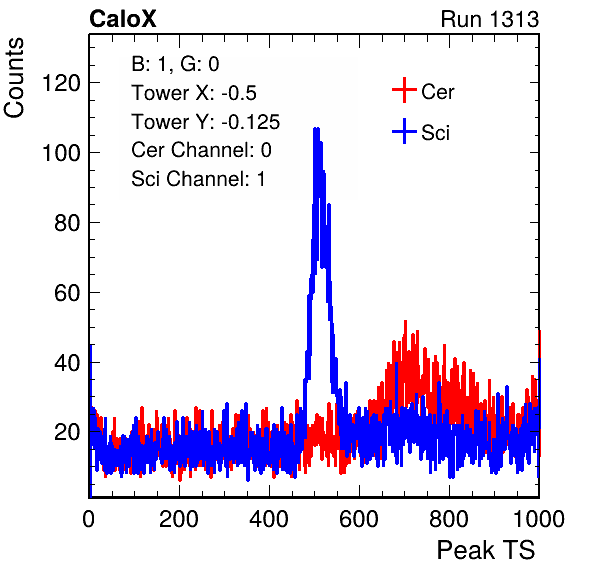 CaloX Run 1313
Counts
B: 1, G: 0
Tower X: -0.5
Tower Y: -0.125
Cer Channel: 0
Sci Channel: 1
Cer
Sci
120
100
80
60
40
20
0 200 400 600 800 1000
Peak TS